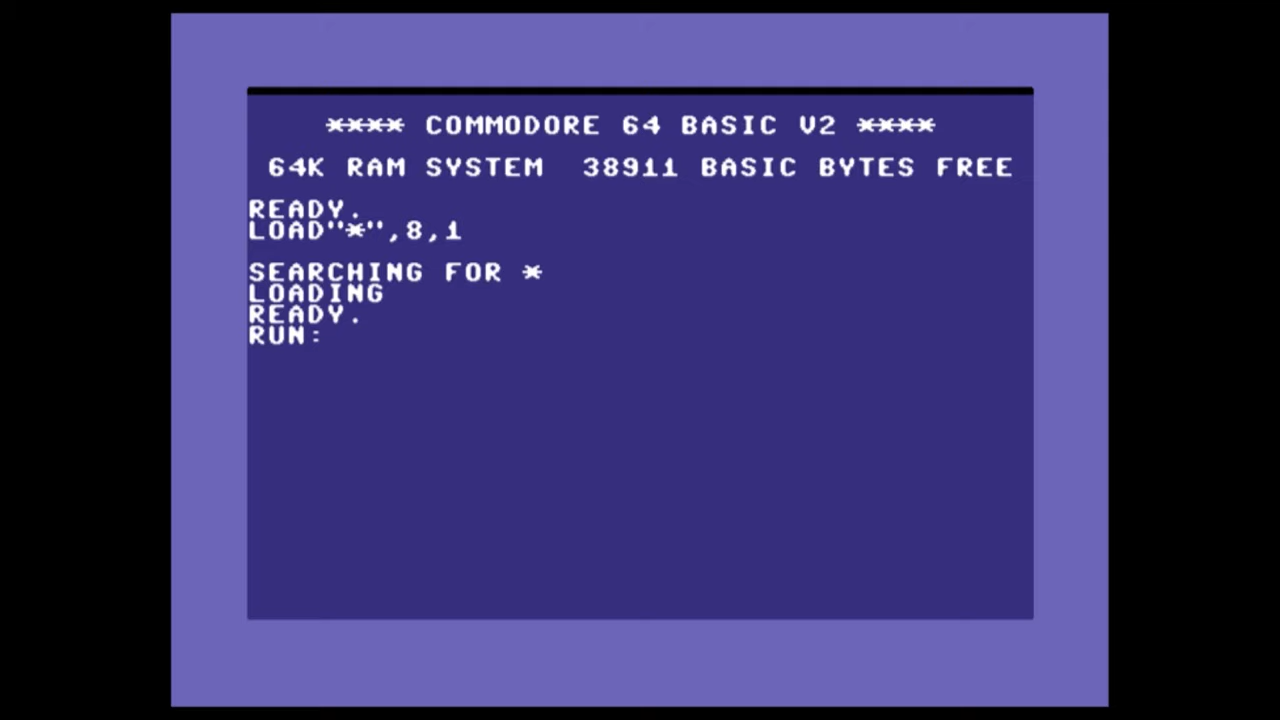 **** COMMODORE 64 BASIC V2 ****
64K RAM SYSTEM  38911 BASIC BYTES FREE
READY.
LOAD"*",8,1
SEARCHING FOR *
LOADING
READY.
RUN: